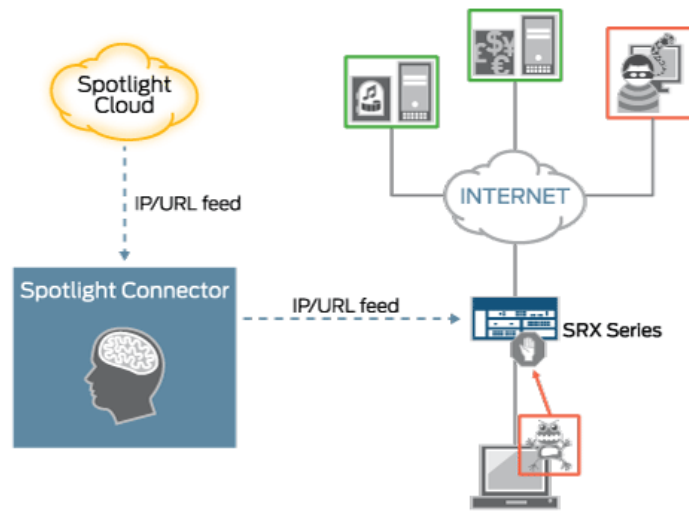 Spotlight
Cloud
IP/URL feed
Spotlight Connector
IP/URL feed
INTERNET
SRX Series
$
£
¥
€